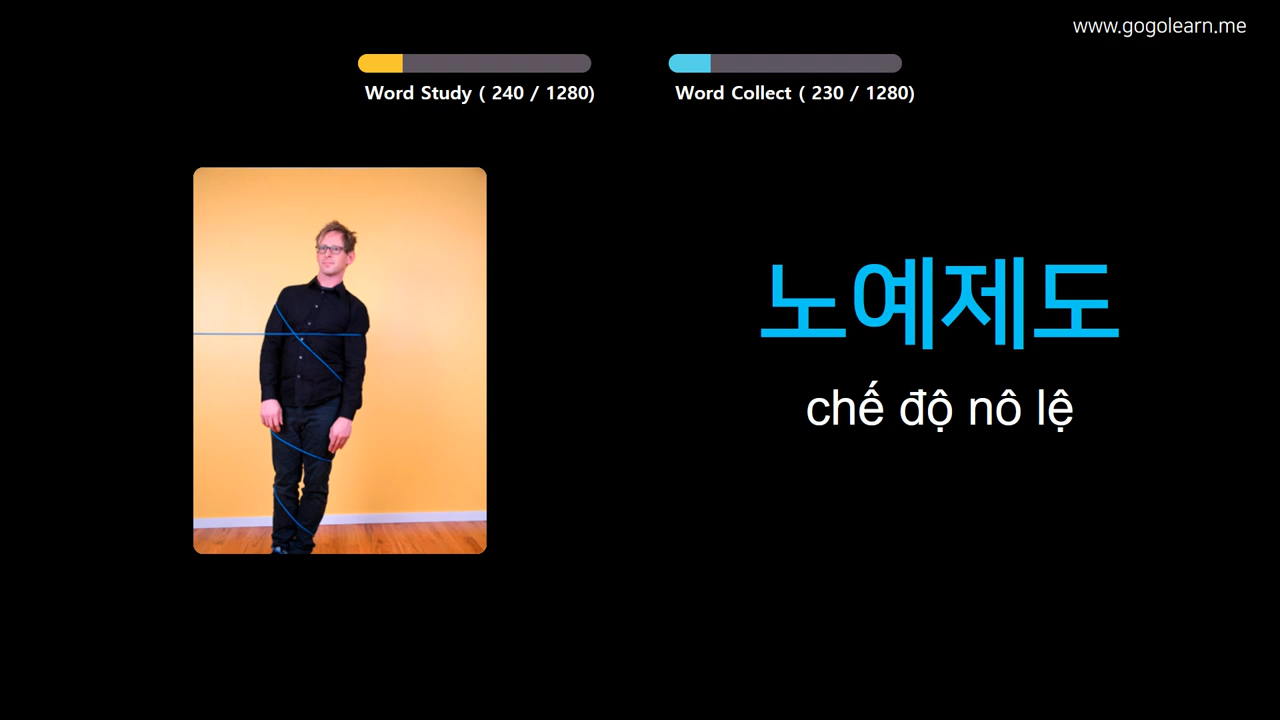 www.gogolearn.me
Word Study ( 240 / 1280)
Word Collect ( 230 / 1280)
노예제도
chế độ nô lệ